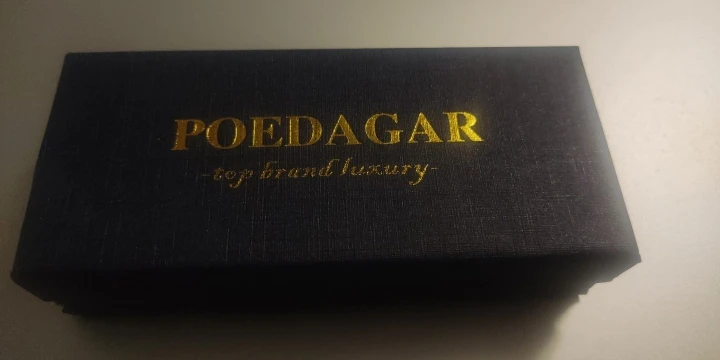 POEDAGAR
-top brand luxury-